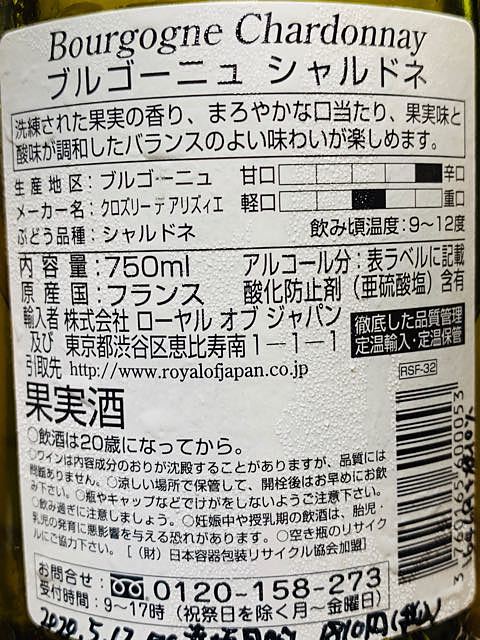 Bourgogne Chardonnay
ブルゴーニュ シャルドネ
洗練された果実の香り、まろやかな口当たり、果実味と
酸味が調和したバランスのよい味わいが楽しめます。
生産地区：ブルゴーニュ 甘口 辛口
メーカー名：クロズリー デ アリズィエ 軽口 重口
ぶどう品種：シャルドネ 飲み頃温度：9～12度
内容量：750ml アルコール分：表ラベルに記載
原産国：フランス 酸化防止剤（亜硫酸塩）含有
輸入者 株式会社 ローヤル オブ ジャパン
及び 東京都渋谷区恵比寿南1－1－1
引取先 http://www.royalofjapan.co.jp
徹底した品質管理
定温輸入・定温保管
RSF-32
果実酒
○飲酒は20歳になってから。
○ワインは内容成分のおりが沈殿することがありますが、品質には
問題ありません。○涼しい場所で保管して、開栓後はお早めにお飲
み下さい。○瓶やキャップなどでけがをしないようご注意下さい。
○飲み過ぎに注意しましょう。○妊娠中や授乳期の飲酒は、胎児・
乳児の発育に悪影響を与える恐れがあります。○空き瓶のリサイク
ルにご協力下さい。［（財）日本容器包装リサイクル協会加盟］
お問合せ： 0120-158-273
受付時間：9～17時（祝祭日を除く月～金曜日）
3 760165 600053
2020.5.17